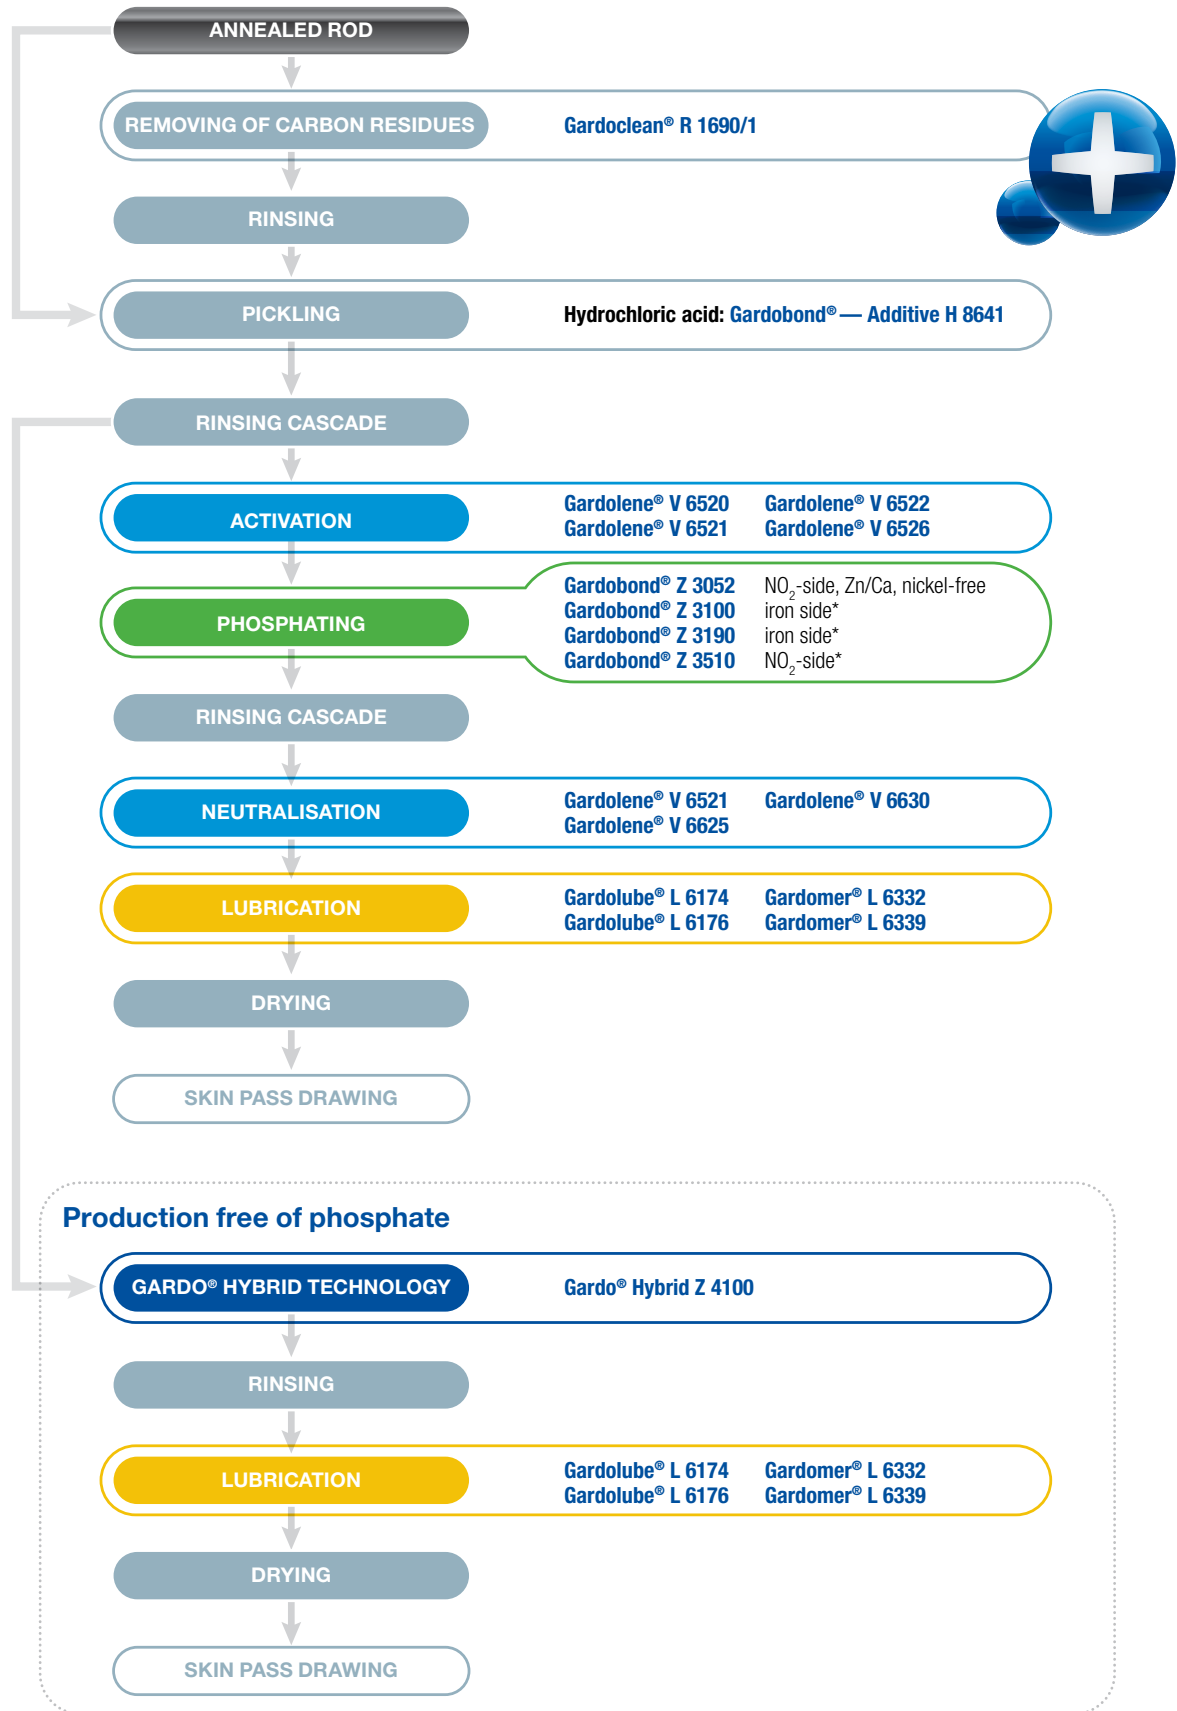 ANNEALED ROD
REMOVING OF CARBON RESIDUES Gardoclean® R 1690/1
RINSING
PICKLING Hydrochloric acid: Gardobond® — Additive H 8641
RINSING CASCADE
ACTIVATION
Gardolene® V 6520 Gardolene® V 6522
Gardolene® V 6521 Gardolene® V 6526
PHOSPHATING
Gardobond® Z 3052 NO₂-side, Zn/Ca, nickel-free
Gardobond® Z 3100 iron side*
Gardobond® Z 3190 iron side*
Gardobond® Z 3510 NO₂-side*
RINSING CASCADE
NEUTRALISATION
Gardolene® V 6521 Gardolene® V 6630
Gardolene® V 6625
LUBRICATION
Gardolube® L 6174 Gardomer® L 6332
Gardolube® L 6176 Gardomer® L 6339
DRYING
SKIN PASS DRAWING
Production free of phosphate
GARDO® HYBRID TECHNOLOGY Gardo® Hybrid Z 4100
RINSING
LUBRICATION
Gardolube® L 6174 Gardomer® L 6332
Gardolube® L 6176 Gardomer® L 6339
DRYING
SKIN PASS DRAWING